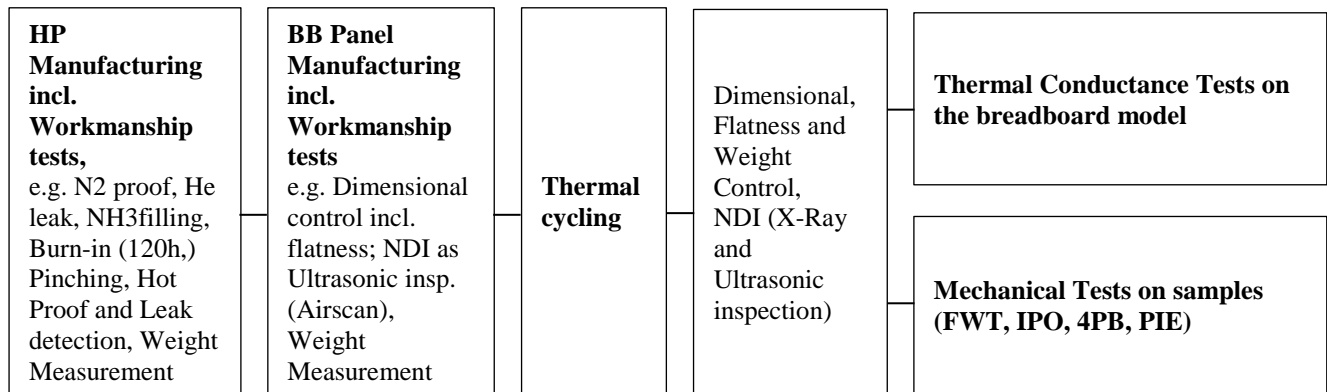 HP
Manufacturing
incl.
Workmanship
tests,
e.g. N2 proof, He
leak, NH3filling,
Burn-in (120h,)
Pinching, Hot
Proof and Leak
detection, Weight
Measurement
BB Panel
Manufacturing
incl.
Workmanship
tests
e.g. Dimensional
control incl.
flatness; NDI as
Ultrasonic insp.
(Airscan),
Weight
Measurement
Thermal
cycling
Dimensional,
Flatness and
Weight
Control,
NDI (X-Ray
and
Ultrasonic
inspection)
Thermal Conductance Tests on
the breadboard model
Mechanical Tests on samples
(FWT, IPO, 4PB, PIE)